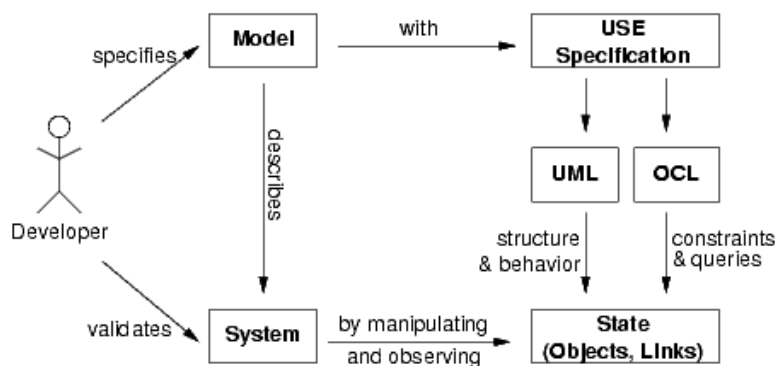 Model
with
USE
Specification
specifies
describes
UML
OCL
Developer
structure
& behavior
constraints
& queries
validates
System
by manipulating
and observing
State
(Objects, Links)